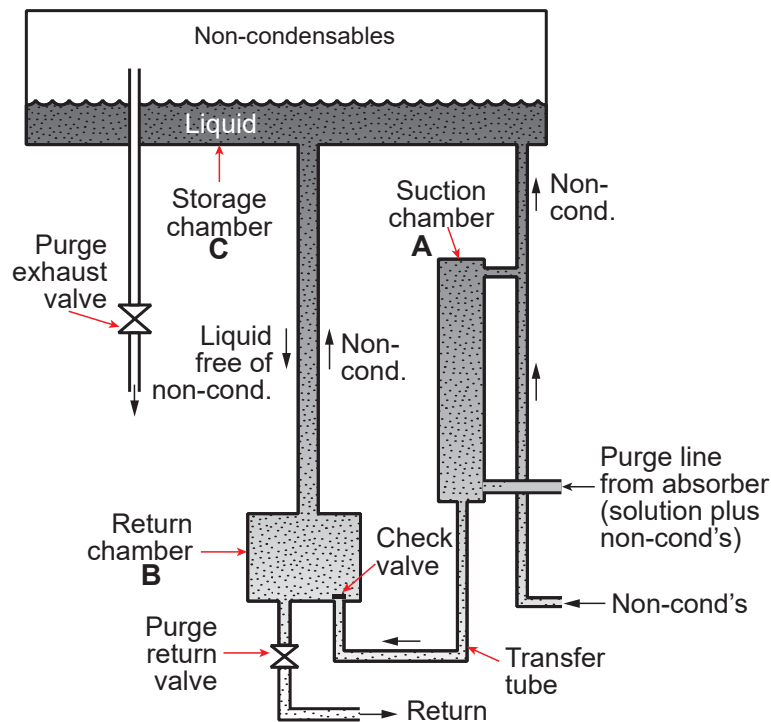 Non-condensables
Liquid
Storage
chamber
C
Suction
chamber
A
Non-
cond.
Purge
exhaust
valve
Liquid
free of
non-cond.
Non-
cond.
Purge line
from absorber
(solution plus
non-cond's)
Return
chamber
B
Check
valve
Non-cond's
Purge
return
valve
Transfer
tube
Return